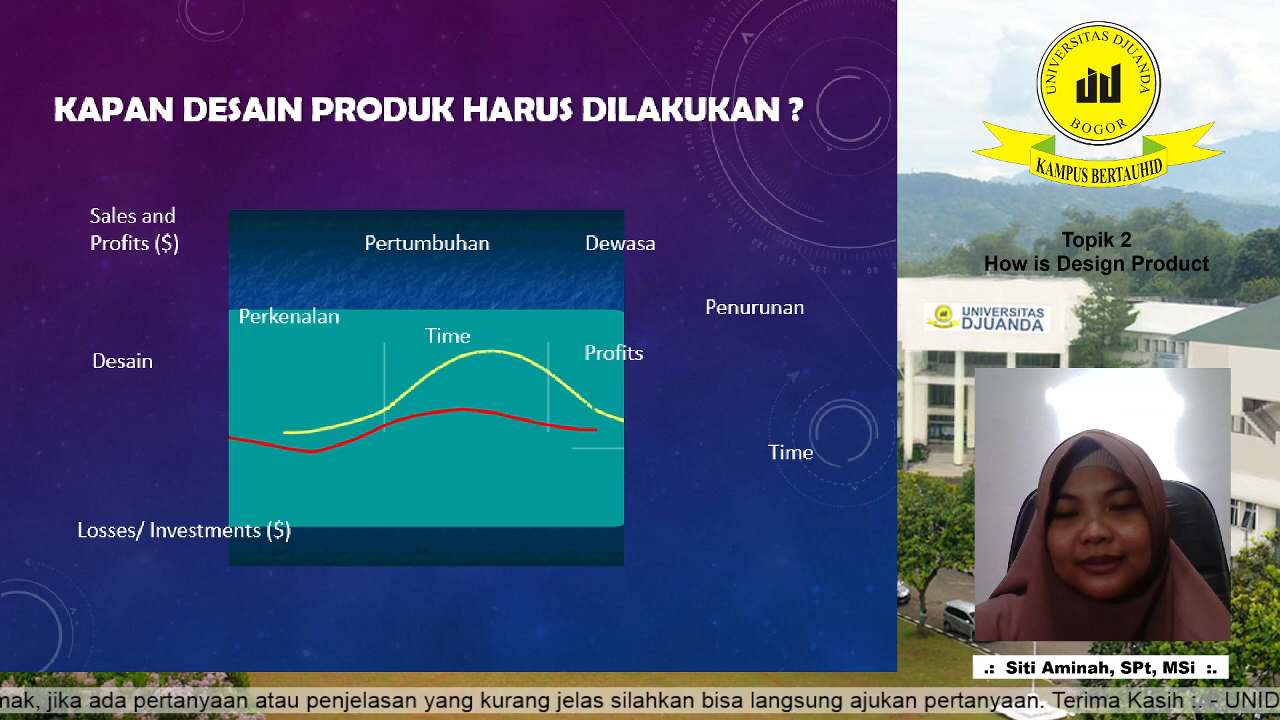 KAPAN DESAIN PRODUK HARUS DILAKUKAN ?
Sales and
Profits ($)
Pertumbuhan
Dewasa
Penurunan
Perkenalan
Time
Profits
Desain
Time
Losses/ Investments ($)
UNIVERSITAS DJUANDA
BOGOR
KAMPUS BERTAUHID
Topik 2
How is Design Product
UNIVERSITAS
DJUANDA
.: Siti Aminah, SPt, MSi :.
jika ada pertanyaan atau penjelasan yang kurang jelas silahkan bisa langsung ajukan pertanyaan. Terima Kasih :. - UNID